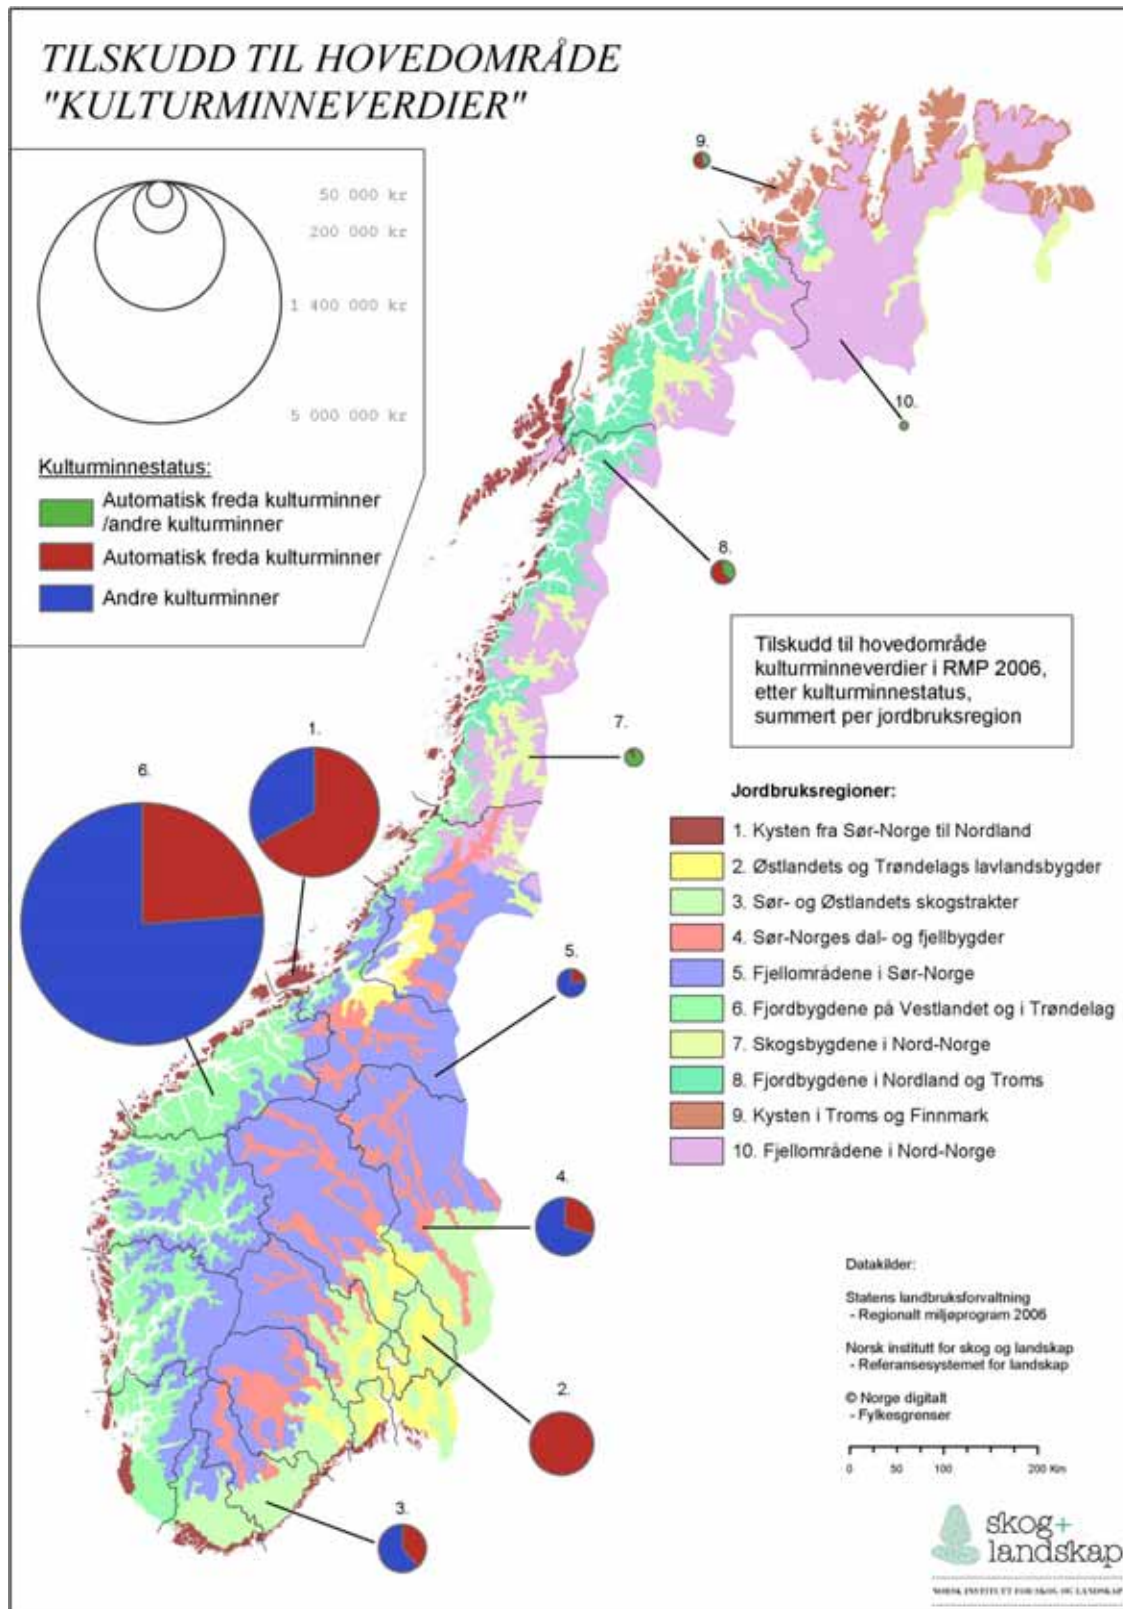 TILSKUDD TIL HOVEDOMRÅDE
"KULTURMINNEVERDIER"
50 000 kr
200 000 kr
1 400 000 kr
5 000 000 kr
Kulturminnestatus:
Automatisk freda kulturminner
/andre kulturminner
Automatisk freda kulturminner
Andre kulturminner
9.
10.
8.
Tilskudd til hovedområde
kulturminneverdier i RMP 2006,
etter kulturminnestatus,
summert per jordbruksregion
7.
1.
6.
5.
4.
2.
3.
Jordbruksregioner:
1. Kysten fra Sør-Norge til Nordland
2. Østlandets og Trøndelags lavlandsbygder
3. Sør- og Østlandets skogstrakter
4. Sør-Norges dal- og fjellbygder
5. Fjellområdene i Sør-Norge
6. Fjordbygdene på Vestlandet og i Trøndelag
7. Skogsbygdene i Nord-Norge
8. Fjordbygdene i Nordland og Troms
9. Kysten i Troms og Finnmark
10. Fjellområdene i Nord-Norge
Datakilder:
Statens landbruksforvaltning
- Regionalt miljøprogram 2006
Norsk institutt for skog og landskap
- Referansesystemet for landskap
© Norge digitalt
- Fylkesgrenser
0 50 100 200 Km
skog+
landskap
NORSK INSTITUTT FOR SKOG OG LANDSKAP